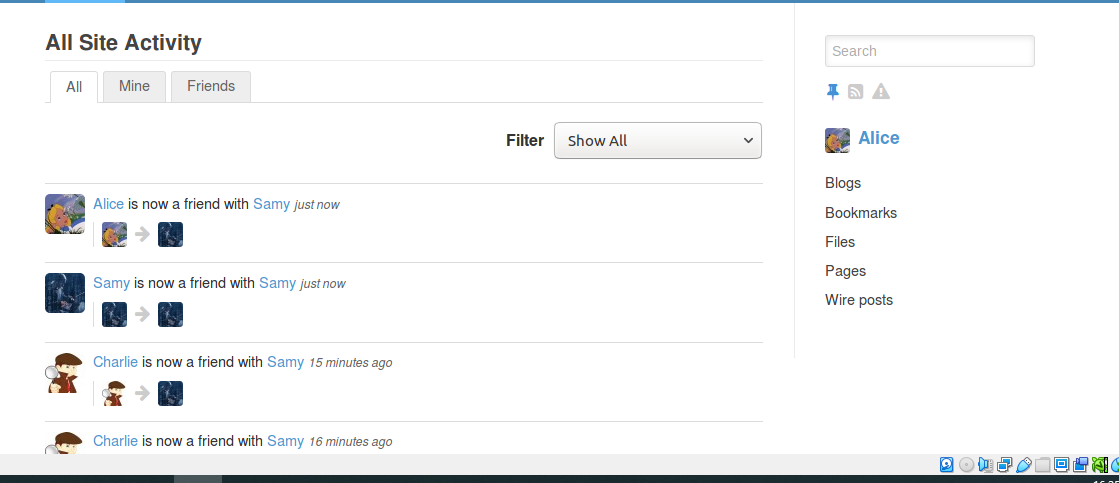 All Site Activity
All Mine Friends
Filter Show All
Alice is now a friend with Samy just now
Samy is now a friend with Samy just now
Charlie is now a friend with Samy 15 minutes ago
Charlie is now a friend with Samy 16 minutes ago
Search
Alice
Blogs
Bookmarks
Files
Pages
Wire posts